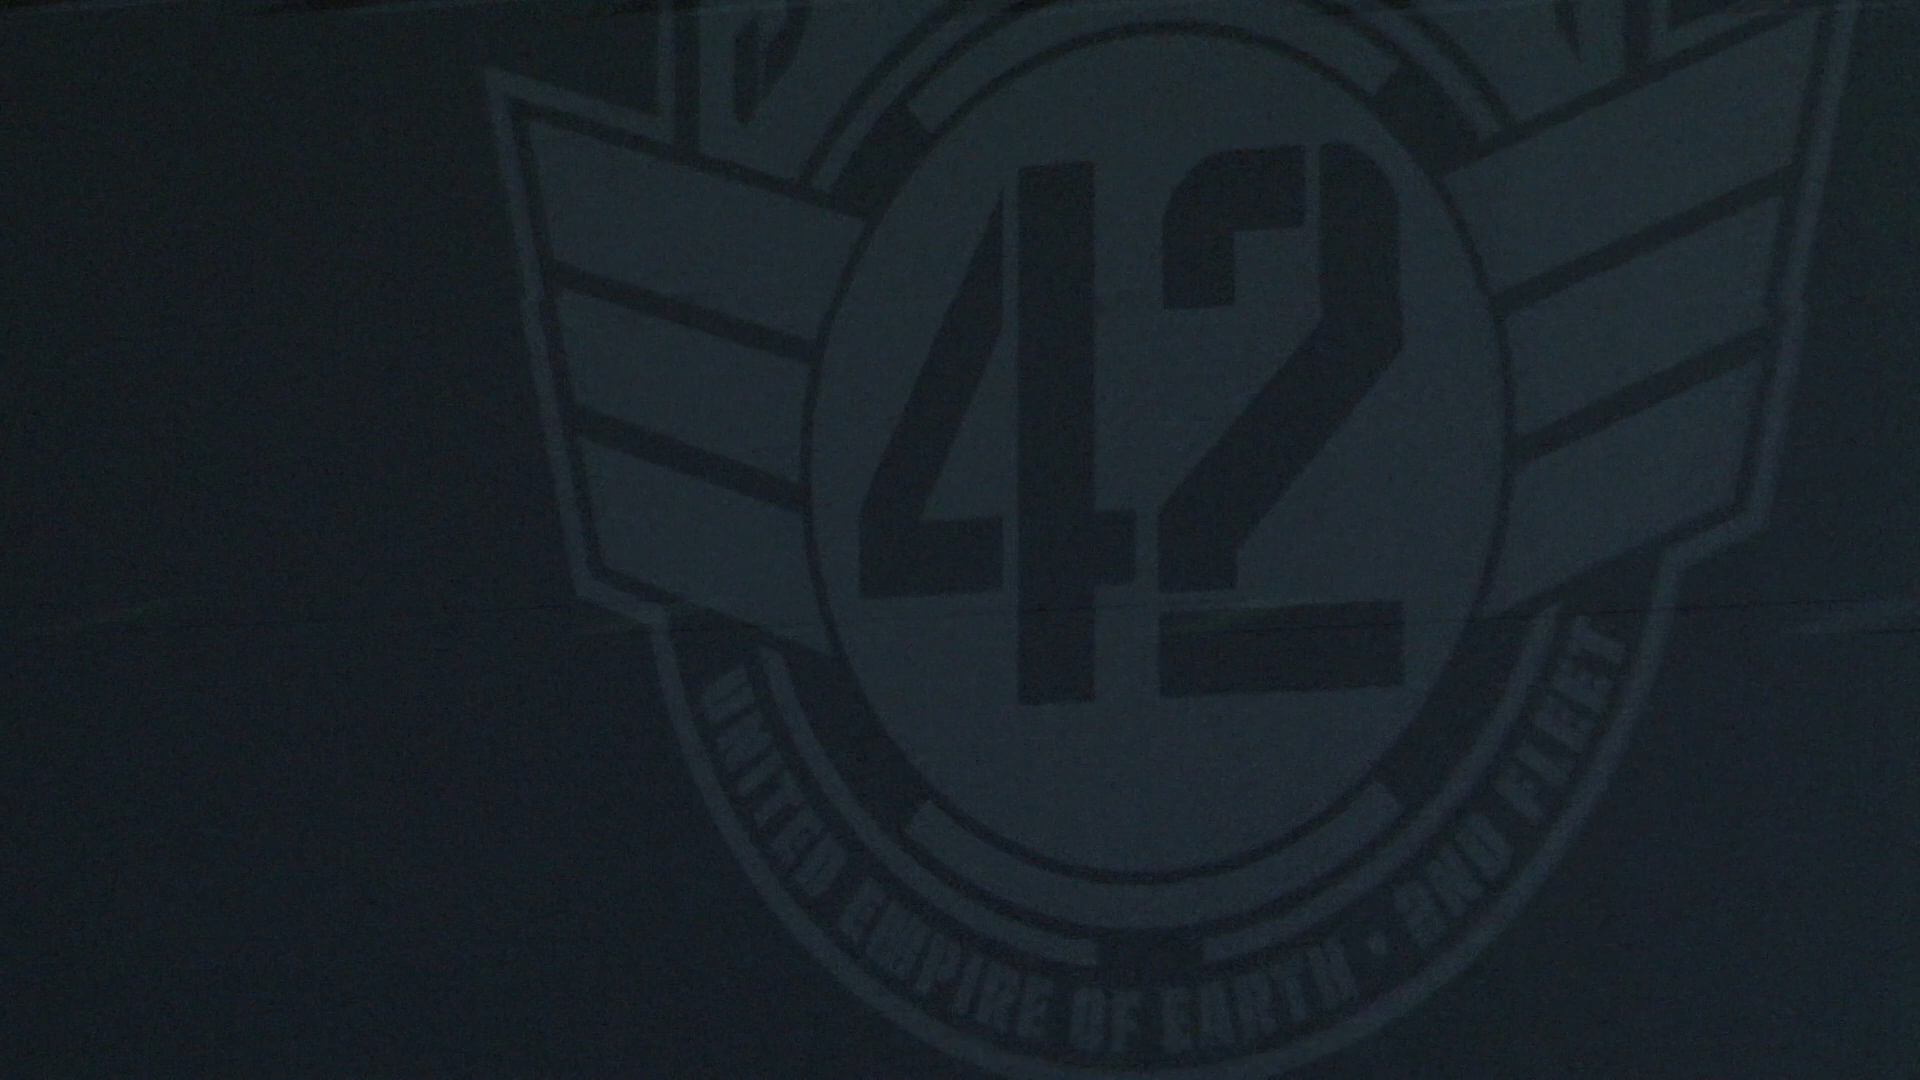 42
UNITED EMPIRE OF EARTH • 2ND FLEET